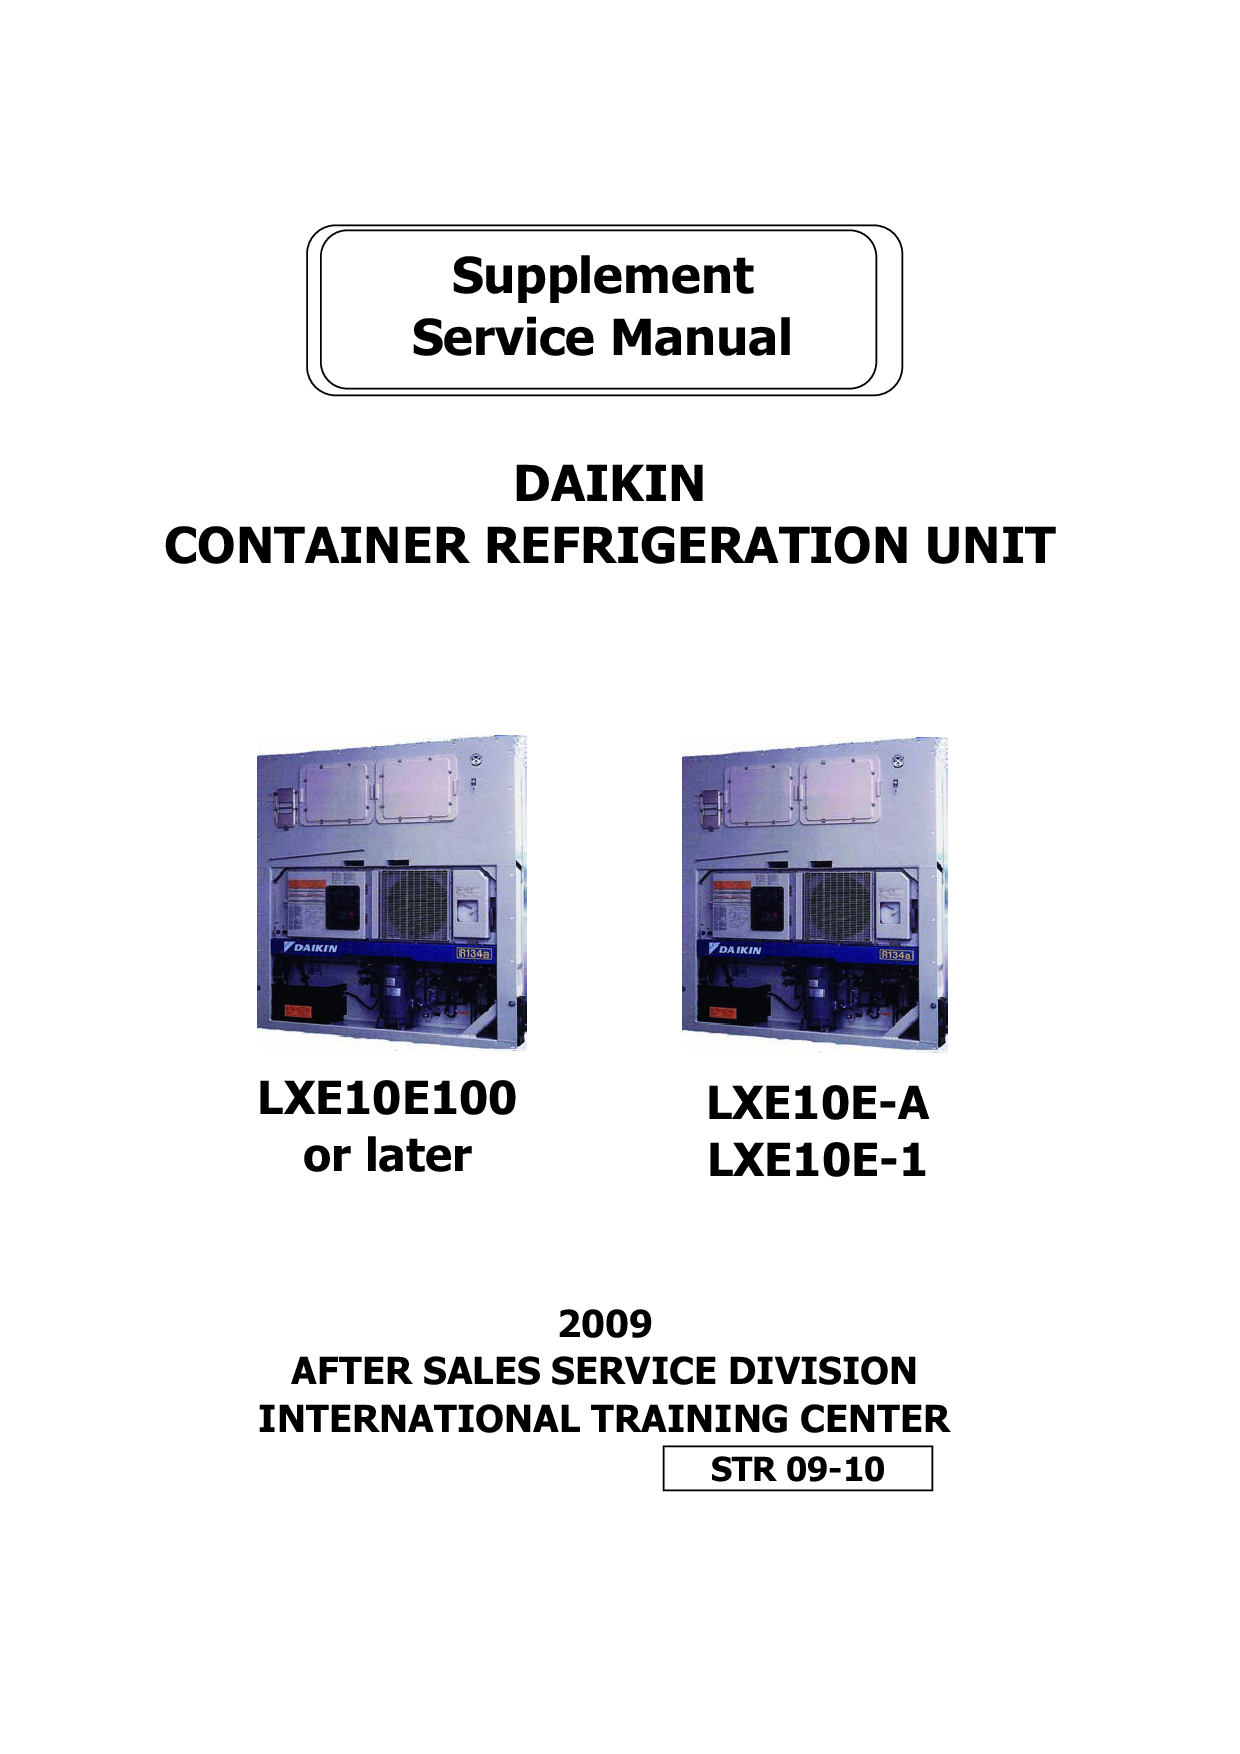 Supplement
Service Manual
DAIKIN
CONTAINER REFRIGERATION UNIT
DAIKIN
R134a
DAIKIN
R134a
LXE10E100
or later
LXE10E-A
LXE10E-1
2009
AFTER SALES SERVICE DIVISION
INTERNATIONAL TRAINING CENTER
STR 09-10